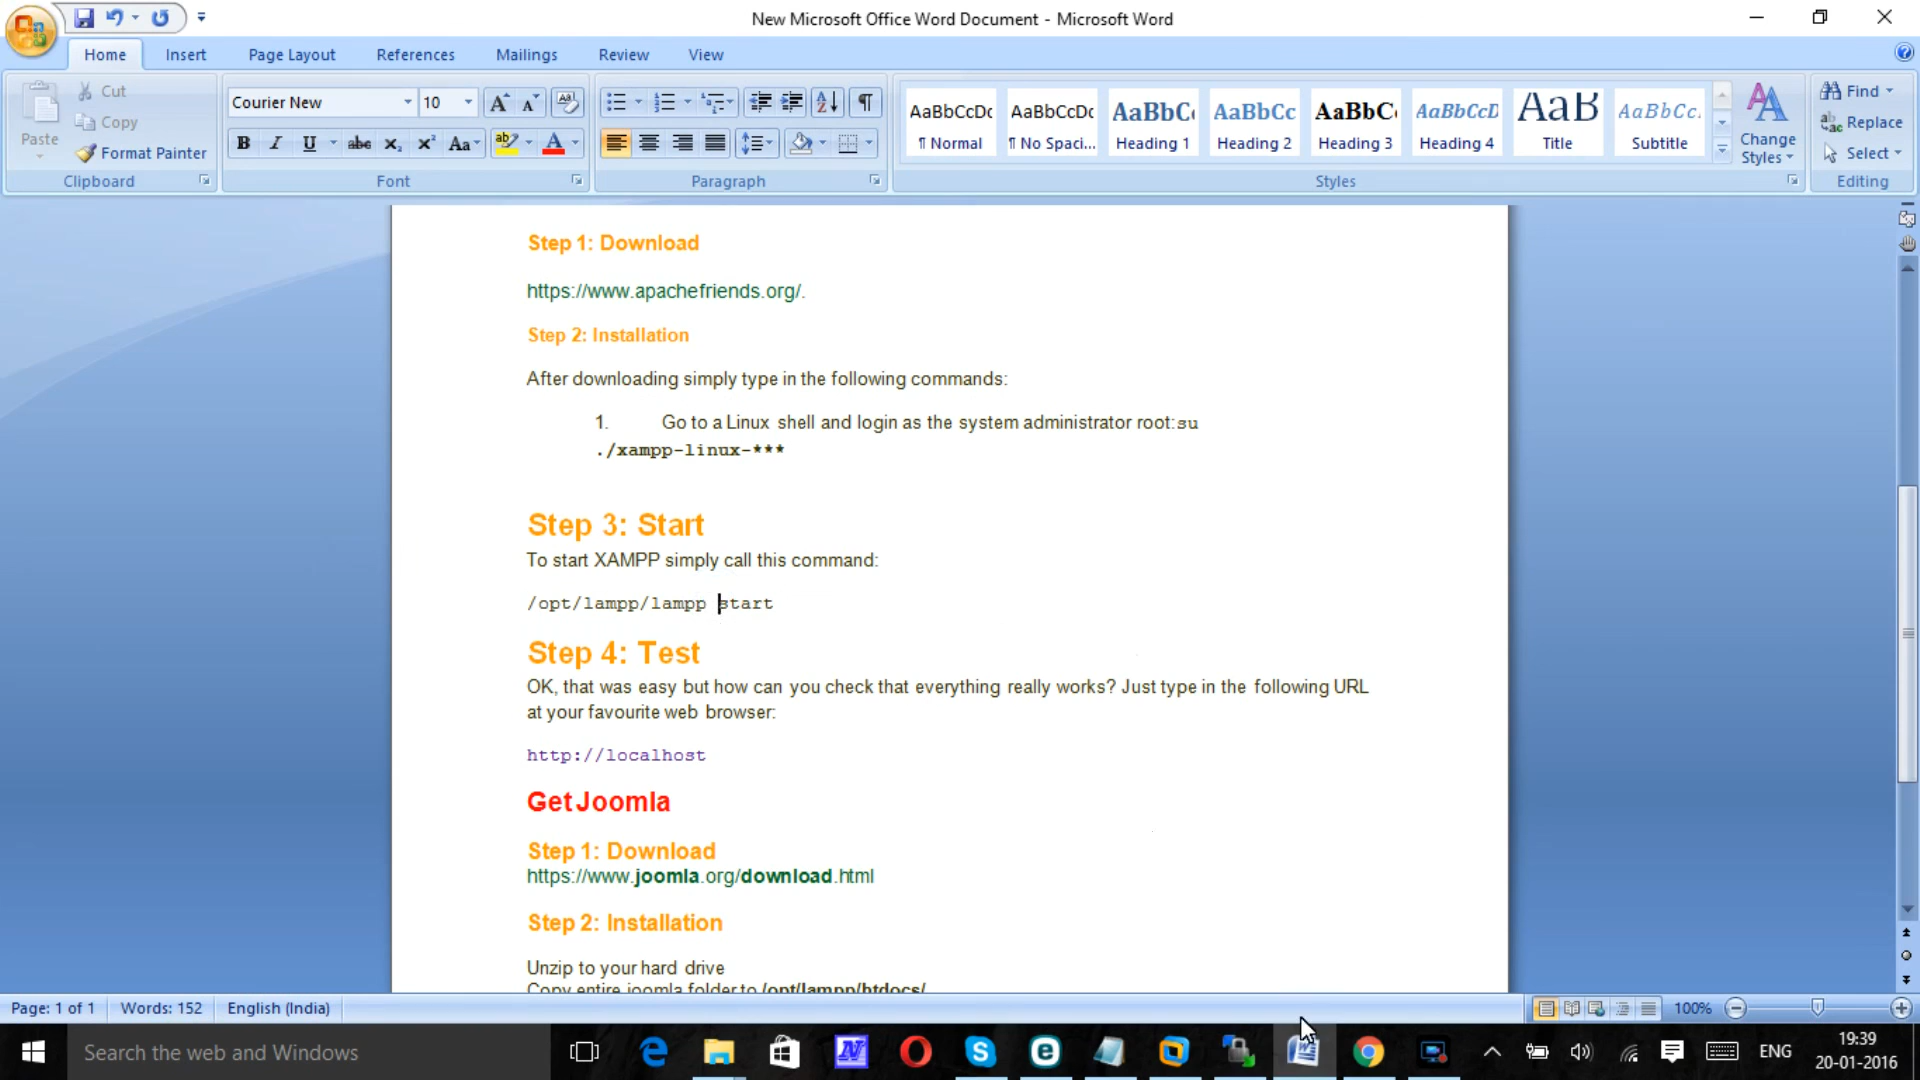 New Microsoft Office Word Document - Microsoft Word
Home Insert Page Layout References Mailings Review View
Paste
Cut
Copy
Format Painter
Clipboard
Courier New 10
Font
Paragraph
AaBbCcDc AaBbCcDc AaBbC AaBbCc AaBbC AaBbCcD AaB AaBbCc.
¶ Normal ¶ No Spaci... Heading 1 Heading 2 Heading 3 Heading 4 Title Subtitle
Change
Styles
Styles
Find
Replace
Select
Editing
Step 1: Download
https://www.apachefriends.org/.
Step 2: Installation
After downloading simply type in the following commands:
1. Go to a Linux shell and login as the system administrator root:su
./xampp-linux-***
Step 3: Start
To start XAMPP simply call this command:
/opt/lampp/lampp start
Step 4: Test
OK, that was easy but how can you check that everything really works? Just type in the following URL
at your favourite web browser:
http://localhost
Get Joomla
Step 1: Download
https://www.joomla.org/download.html
Step 2: Installation
Unzip to your hard drive
Copy entire joomla folder to /opt/lampp/htdocs/
Page: 1 of 1 Words: 152 English (India) 100%
Search the web and Windows
ENG
19:39
20-01-2016